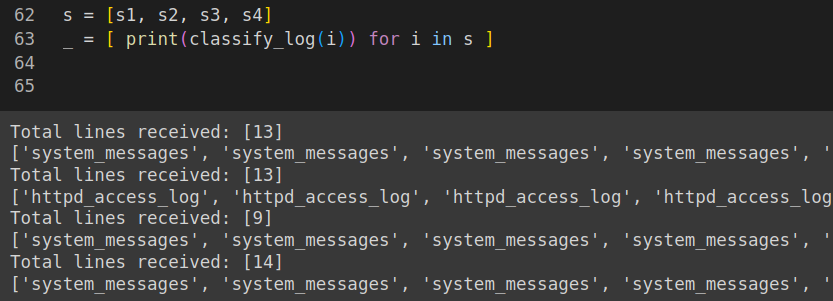 62 s = [s1, s2, s3, s4]
63 _ = [ print(classify_log(i)) for i in s ]
64
65
Total lines received: [13]
['system_messages', 'system_messages', 'system_messages', 'system_messages', '
Total lines received: [13]
['httpd_access_log', 'httpd_access_log', 'httpd_access_log', 'httpd_access_log
Total lines received: [9]
['system_messages', 'system_messages', 'system_messages', 'system_messages', '
Total lines received: [14]
['system_messages', 'system_messages', 'system_messages', 'system_messages', '